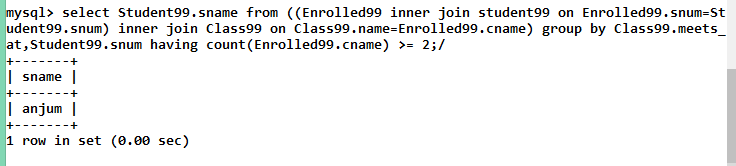 mysql> select Student99.sname from ((Enrolled99 inner join student99 on Enrolled99.snum=St
udent99.snum) inner join Class99 on Class99.name=Enrolled99.cname) group by Class99.meets_
at,Student99.snum having count(Enrolled99.cname) >= 2;/
+-------+
| sname |
+-------+
| anjum |
+-------+
1 row in set (0.00 sec)